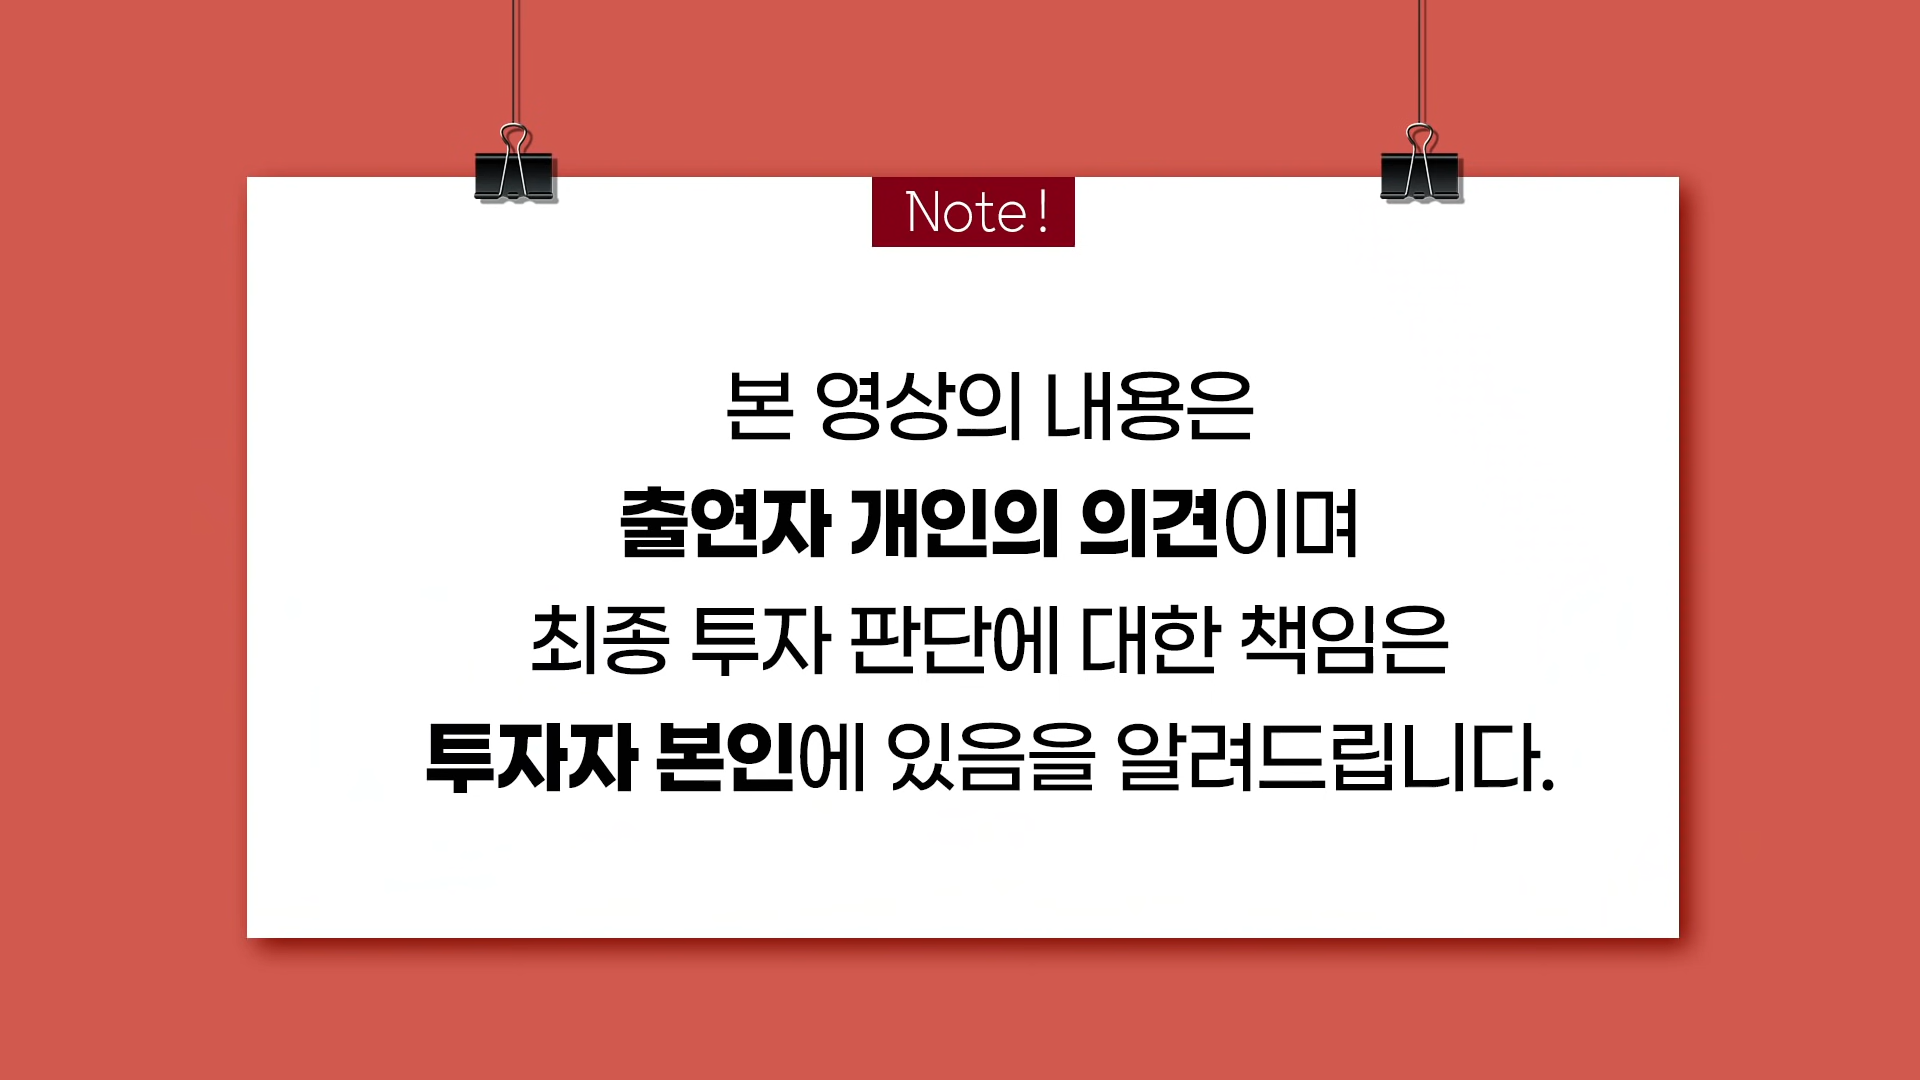 Note!
본 영상의 내용은
출연자 개인의 의견이며
최종 투자 판단에 대한 책임은
투자자 본인에 있음을 알려드립니다.